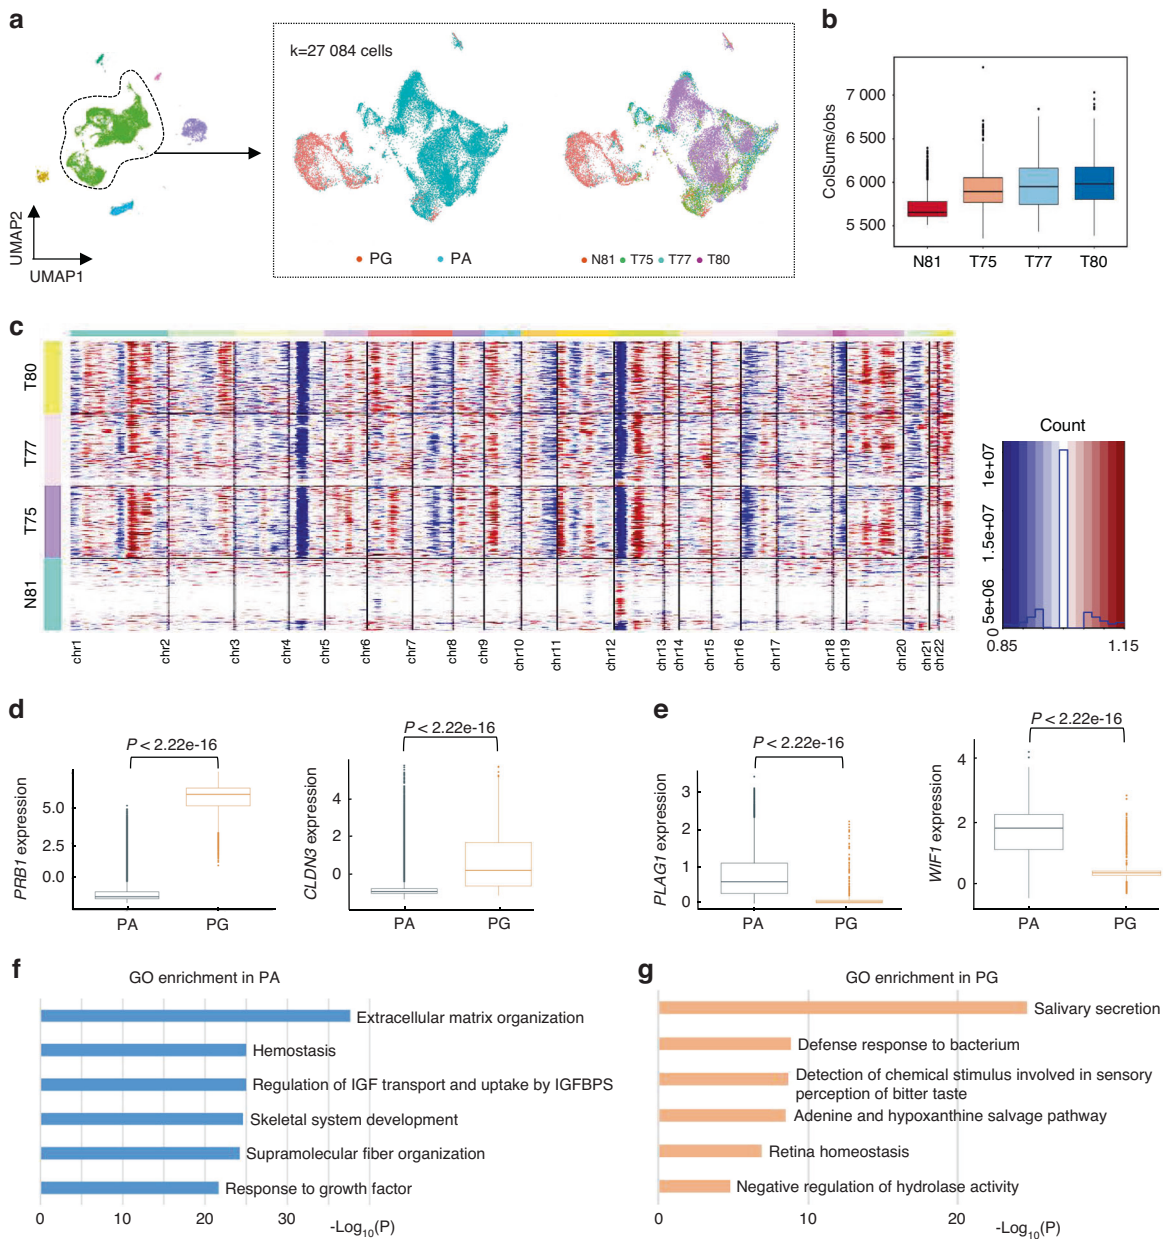 a
k=27 084 cells
UMAP2
UMAP1
PG
PA
N81
T75
T77
T80
b
ColSums/obs
7 000
6 500
6 000
5 500
N81
T75
T77
T80
c
T80
T77
T75
N81
chr1
chr2
chr3
chr4
chr5
chr6
chr7
chr8
chr9
chr10
chr11
chr12
chr13
chr14
chr15
chr16
chr17
chr18
chr19
chr20
chr21
chr22
Count
0 5e+06 1.5e+07 1e+07
0.85
1.15
d
P < 2.22e-16
PRB1 expression
5.0
2.5
0.0
PA
PG
P < 2.22e-16
CLDN3 expression
4
2
0
PA
PG
e
P < 2.22e-16
PLAG1 expression
3
2
1
0
PA
PG
P < 2.22e-16
WIF1 expression
4
2
0
PA
PG
f
GO enrichment in PA
Extracellular matrix organization
Hemostasis
Regulation of IGF transport and uptake by IGFBPS
Skeletal system development
Supramolecular fiber organization
Response to growth factor
0
10
20
30
-Log10(P)
g
GO enrichment in PG
Salivary secretion
Defense response to bacterium
Detection of chemical stimulus involved in sensory
perception of bitter taste
Adenine and hypoxanthine salvage pathway
Retina homeostasis
Negative regulation of hydrolase activity
0
10
20
-Log10(P)